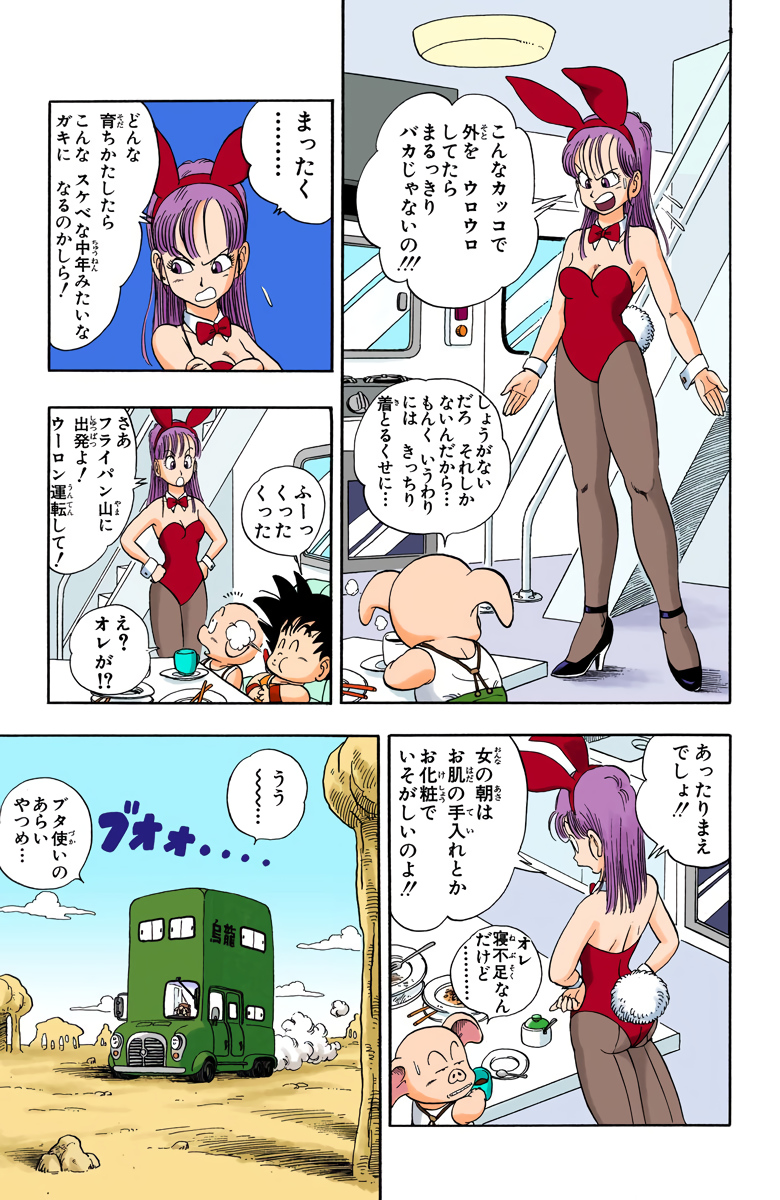 こんなカッコで
外を ウロウロ
してたら
まるっきり
バカじゃないの!!!
しょうがない
だろ それしか
ないんだから…
もんく いうわり
には きっちり
着とるくせに…
まったく
………
どんな
育ちかたしたら
こんな スケベな中年みたいな
ガキに なるのかしら!
さあ
フライパン山に
出発よ!
ウーロン運転して!
ふーっ
くった
くった
え?
オレが!?
あったりまえ
でしょ!!
女の朝は
お肌の手入れとか
お化粧で
いそがしいのよ!!
オレ
寝不足なん
だけど
………
うう
〜〜〜…
ブオォ....
ブタ使いの
あらい
やつめ…
烏龍